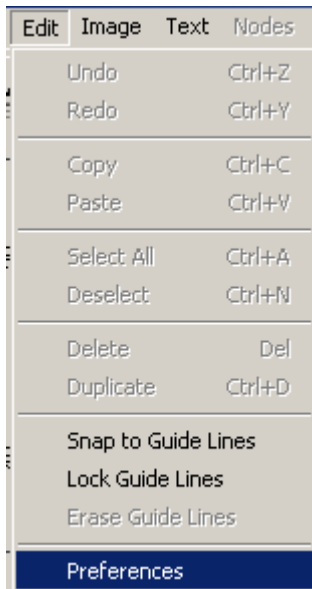 Edit Image Text Nodes
Undo Ctrl+Z
Redo Ctrl+Y
Copy Ctrl+C
Paste Ctrl+V
Select All Ctrl+A
Deselect Ctrl+N
Delete Del
Duplicate Ctrl+D
Snap to Guide Lines
Lock Guide Lines
Erase Guide Lines
Preferences